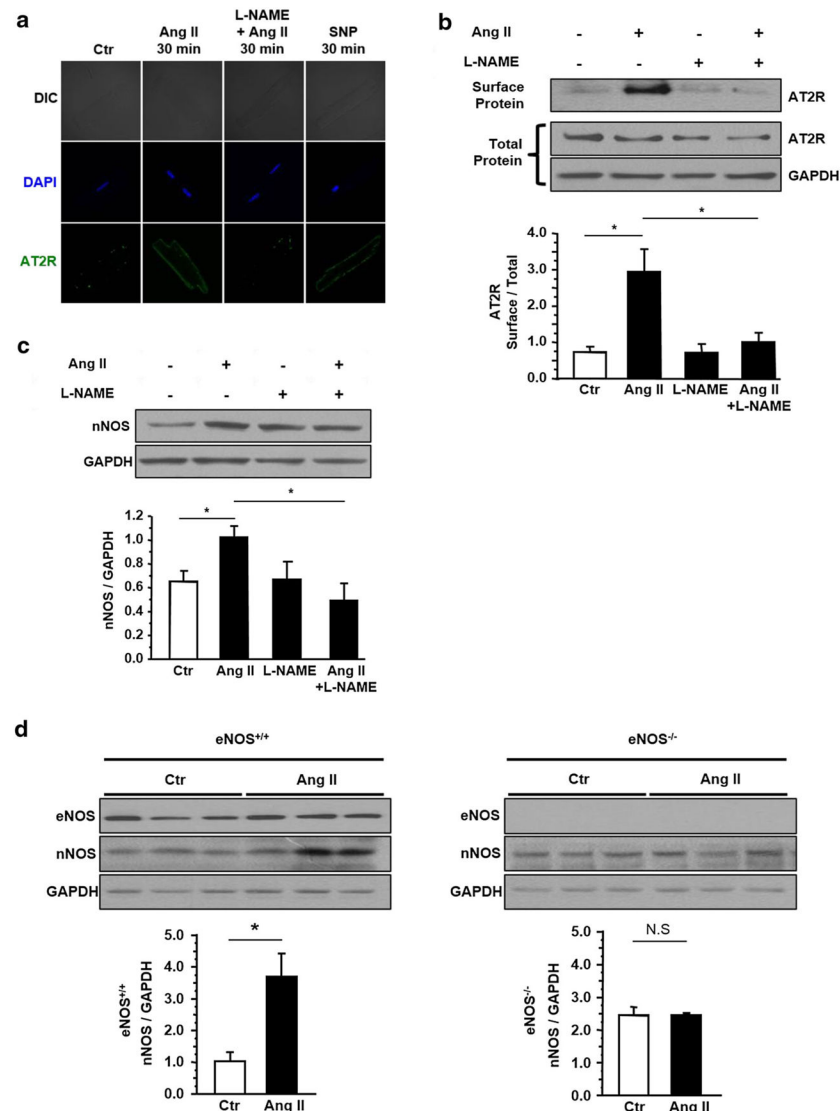 a
Ctr
Ang II
30 min
L-NAME
+ Ang II
30 min
SNP
30 min
DIC
DAPI
AT2R
b
Ang II - + - +
L-NAME - - + +
Surface
Protein
AT2R
Total
Protein
AT2R
GAPDH
* *
4.0
3.0
2.0
1.0
0.0
AT2R
Surface / Total
Ctr Ang II L-NAME Ang II
+L-NAME
c
Ang II - + - +
L-NAME - - + +
nNOS
GAPDH
* *
1.2
1.0
0.8
0.6
0.4
0.2
0.0
nNOS / GAPDH
Ctr Ang II L-NAME Ang II
+L-NAME
d
eNOS+/+
Ctr Ang II
eNOS
nNOS
GAPDH
*
5.0
4.0
3.0
2.0
1.0
0.0
eNOS+/+
nNOS / GAPDH
Ctr Ang II
eNOS-/-
Ctr Ang II
eNOS
nNOS
GAPDH
N.S
5.0
4.0
3.0
2.0
1.0
0.0
eNOS-/-
nNOS / GAPDH
Ctr Ang II